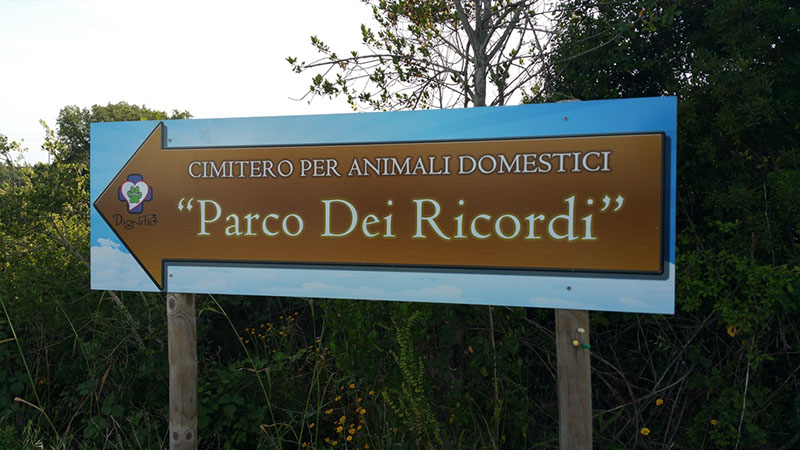 CIMITERO PER ANIMALI DOMESTICI
“Parco Dei Ricordi”